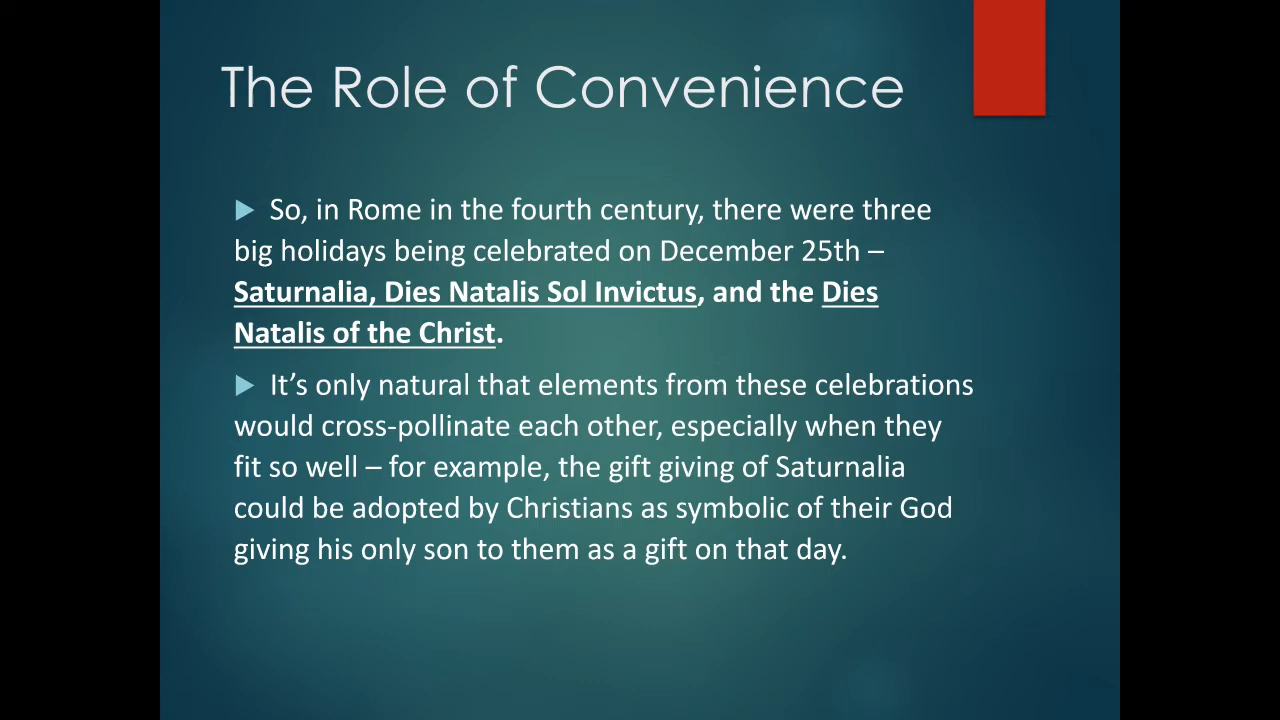 The Role of Convenience
So, in Rome in the fourth century, there were three
big holidays being celebrated on December 25th –
Saturnalia, Dies Natalis Sol Invictus, and the Dies
Natalis of the Christ.
It’s only natural that elements from these celebrations
would cross-pollinate each other, especially when they
fit so well – for example, the gift giving of Saturnalia
could be adopted by Christians as symbolic of their God
giving his only son to them as a gift on that day.